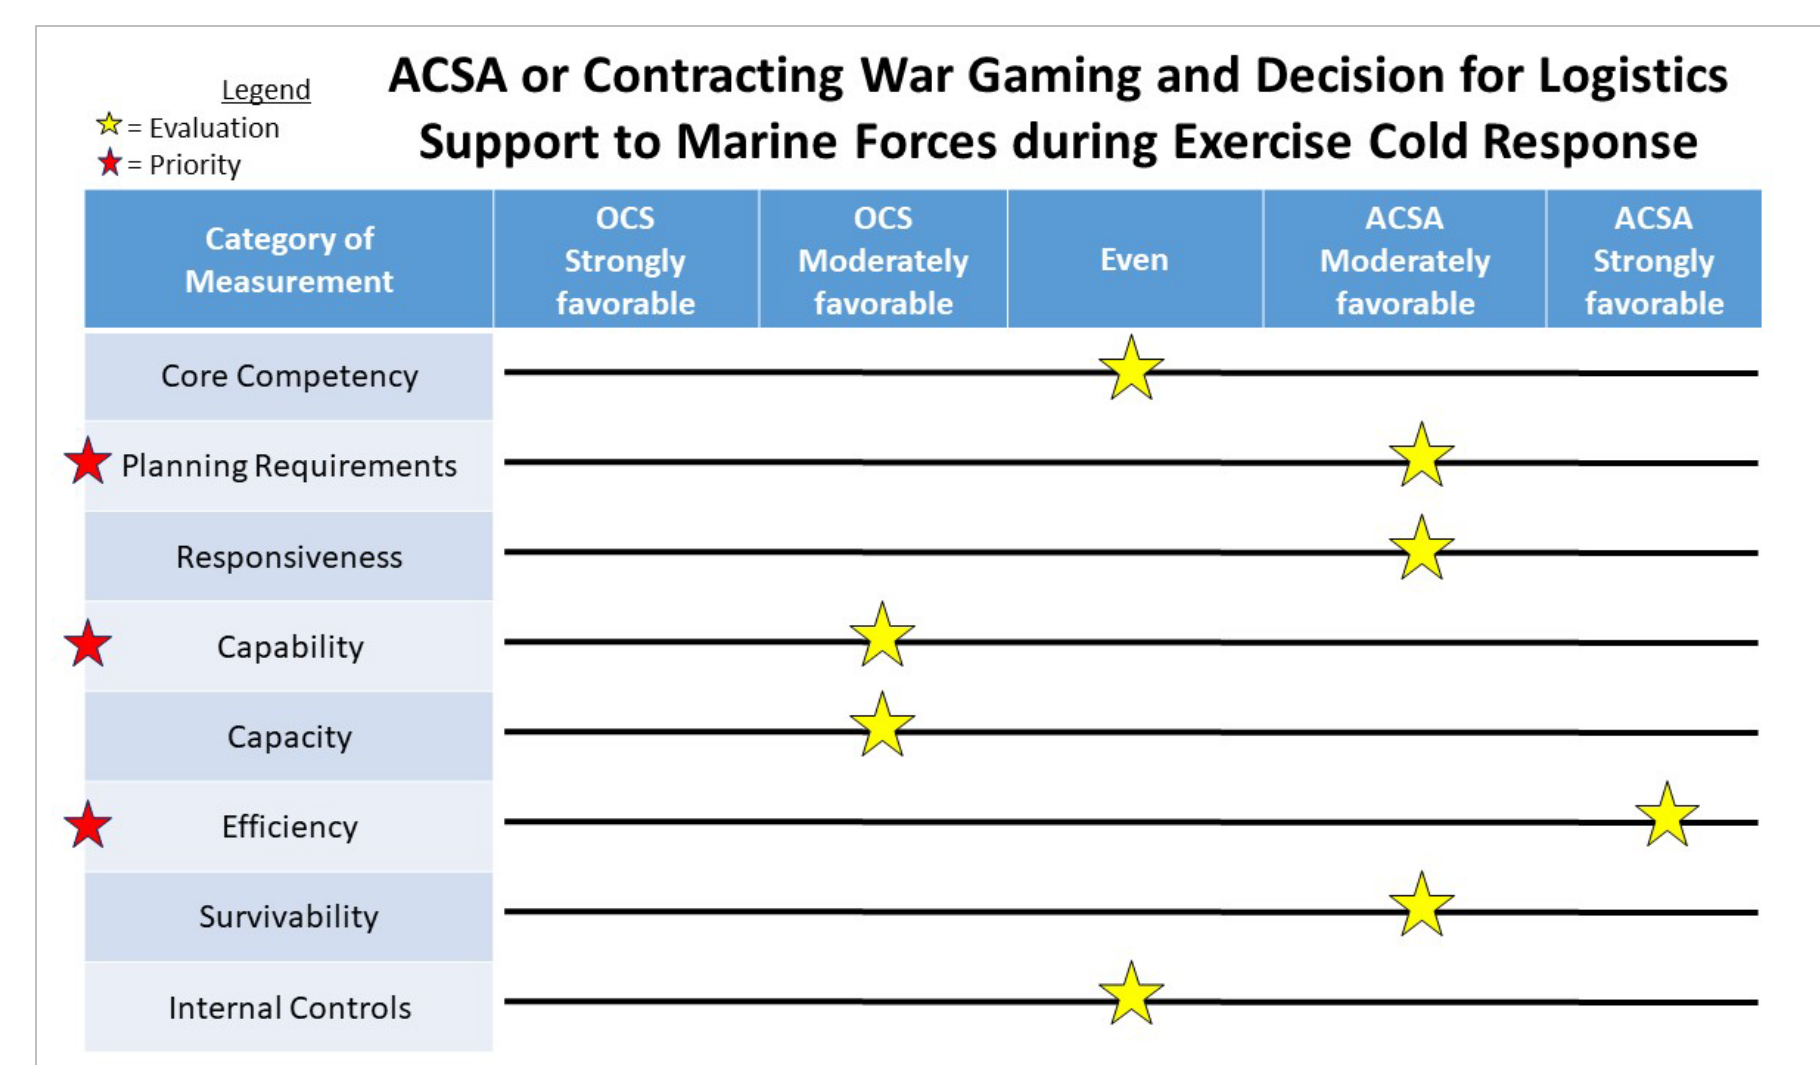 ACSA or Contracting War Gaming and Decision for Logistics
Support to Marine Forces during Exercise Cold Response
Legend
= Evaluation
= Priority
Category of
Measurement
OCS
Strongly
favorable
OCS
Moderately
favorable
Even
ACSA
Moderately
favorable
ACSA
Strongly
favorable
Core Competency
Planning Requirements
Responsiveness
Capability
Capacity
Efficiency
Survivability
Internal Controls